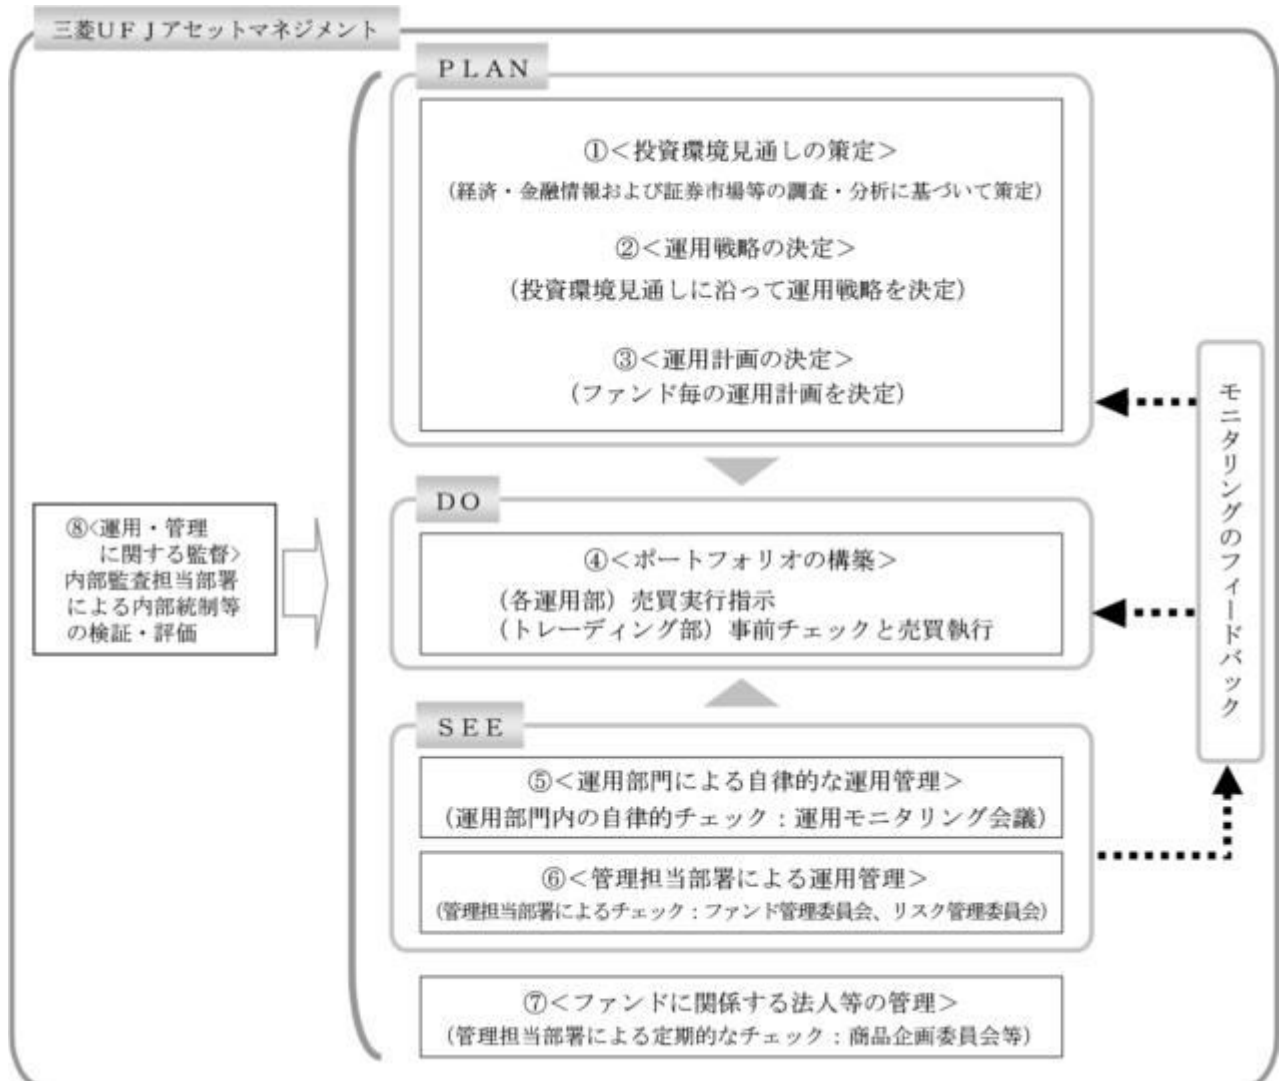 三菱UFJアセットマネジメント
PLAN
①<投資環境見通しの策定>
(経済・金融情報および証券市場等の調査・分析に基づいて策定)
②<運用戦略の決定>
(投資環境見通しに沿って運用戦略を決定)
③<運用計画の決定>
(ファンド毎の運用計画を決定)
DO
④<ポートフォリオの構築>
(各運用部)売買実行指示
(トレーディング部)事前チェックと売買執行
SEE
⑤<運用部門による自律的な運用管理>
(運用部門内の自律的チェック:運用モニタリング会議)
⑥<管理担当部署による運用管理>
(管理担当部署によるチェック:ファンド管理委員会、リスク管理委員会)
⑦<ファンドに関係する法人等の管理>
(管理担当部署による定期的なチェック:商品企画委員会等)
⑧<運用・管理
に関する監督>
内部監査担当部署
による内部統制等
の検証・評価
モニタリングのフィードバック